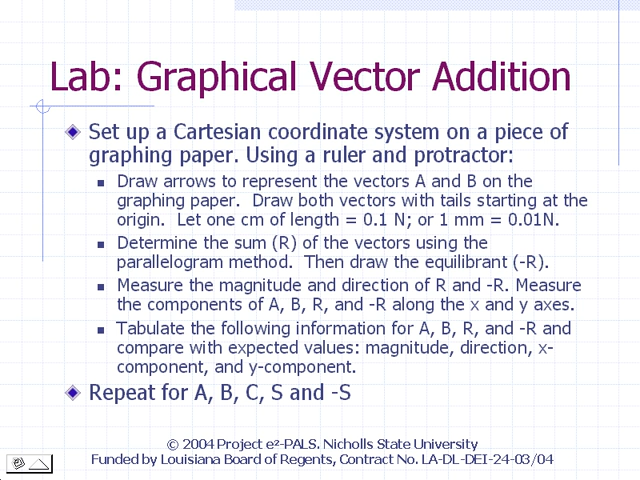 Lab: Graphical Vector Addition
Set up a Cartesian coordinate system on a piece of
graphing paper. Using a ruler and protractor:
Draw arrows to represent the vectors A and B on the
graphing paper.  Draw both vectors with tails starting at the
origin.  Let one cm of length = 0.1 N; or 1 mm = 0.01N.
Determine the sum (R) of the vectors using the
parallelogram method.  Then draw the equilibrant (-R).
Measure the magnitude and direction of R and -R. Measure
the components of A, B, R, and -R along the x and y axes.
Tabulate the following information for A, B, R, and -R and
compare with expected values: magnitude, direction, x-
component, and y-component.
Repeat for A, B, C, S and -S
© 2004 Project e²-PALS. Nicholls State University
Funded by Louisiana Board of Regents, Contract No. LA-DL-DEI-24-03/04